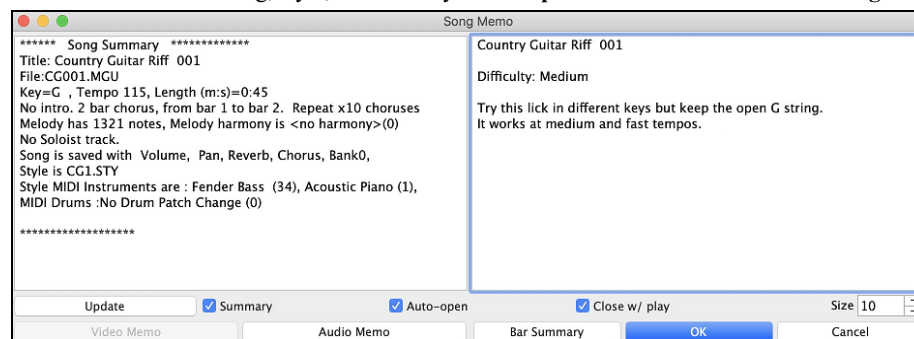 Song Memo
****** Song Summary *************
Title: Country Guitar Riff 001
File:CG001.MGU
Key=G , Tempo 115, Length (m:s)=0:45
No intro. 2 bar chorus, from bar 1 to bar 2. Repeat x10 choruses
Melody has 1321 notes, Melody harmony is <no harmony>(0)
No Soloist track.
Song is saved with Volume, Pan, Reverb, Chorus, Bank0,
Style is CG1.STY
Style MIDI Instruments are : Fender Bass (34), Acoustic Piano (1),
MIDI Drums :No Drum Patch Change (0)
*******************
Country Guitar Riff 001
Difficulty: Medium
Try this lick in different keys but keep the open G string.
It works at medium and fast tempos.
Update Summary Auto-open Close w/ play Size 10
Video Memo Audio Memo Bar Summary OK Cancel